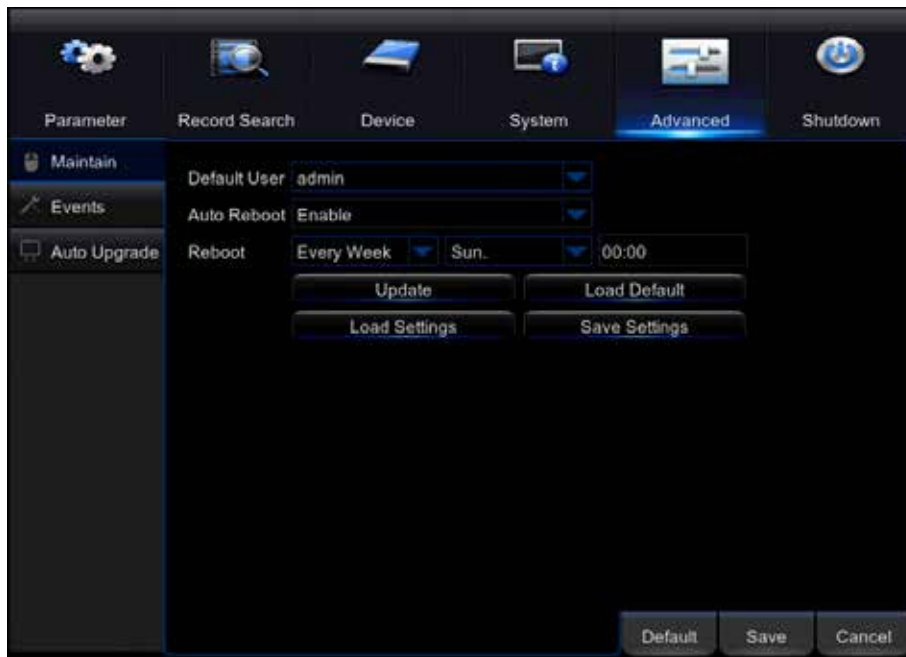 Parameter Record Search Device System Advanced Shutdown
Maintain
Events
Auto Upgrade
Default User admin
Auto Reboot Enable
Reboot Every Week Sun. 00:00
Update Load Default
Load Settings Save Settings
Default Save Cancel